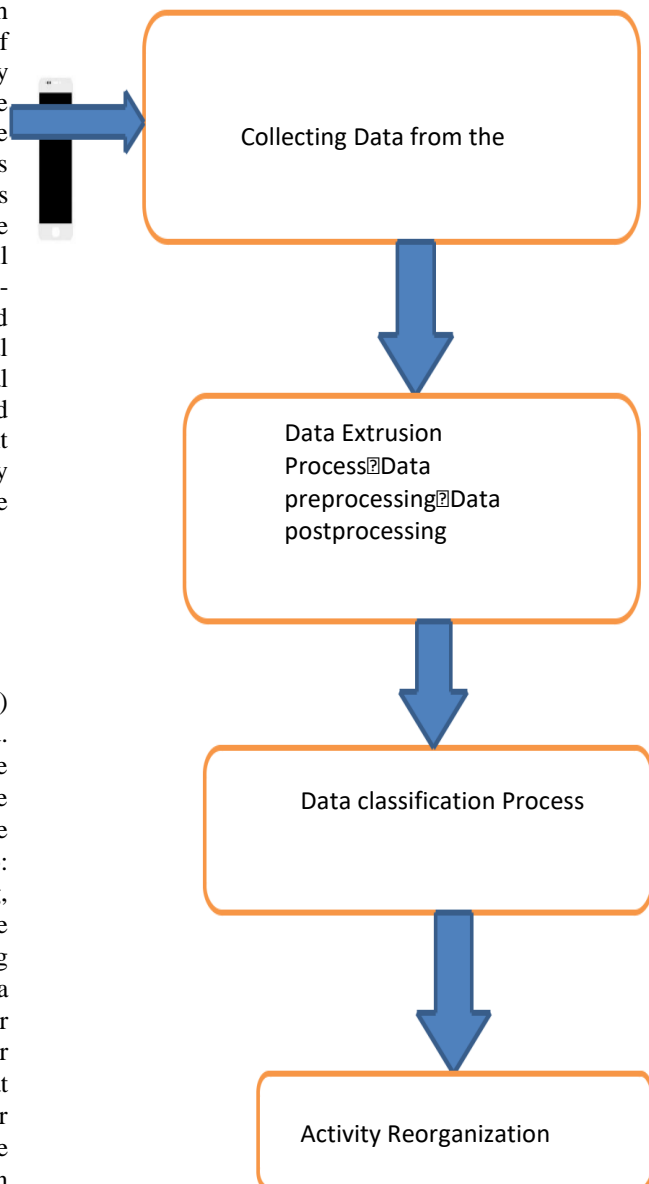 Collecting Data from the
Data Extrusion
Process⍰Data
preprocessing⍰Data
postprocessing
Data classification Process
Activity Reorganization